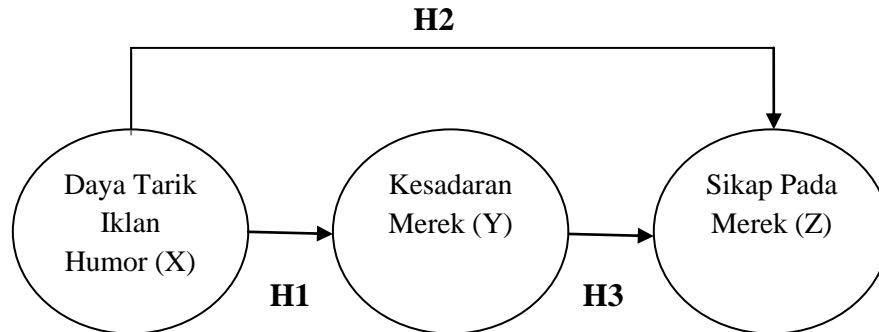 H2
Daya Tarik
Iklan
Humor (X)
Kesadaran
Merek (Y)
Sikap Pada
Merek (Z)
H1
H3